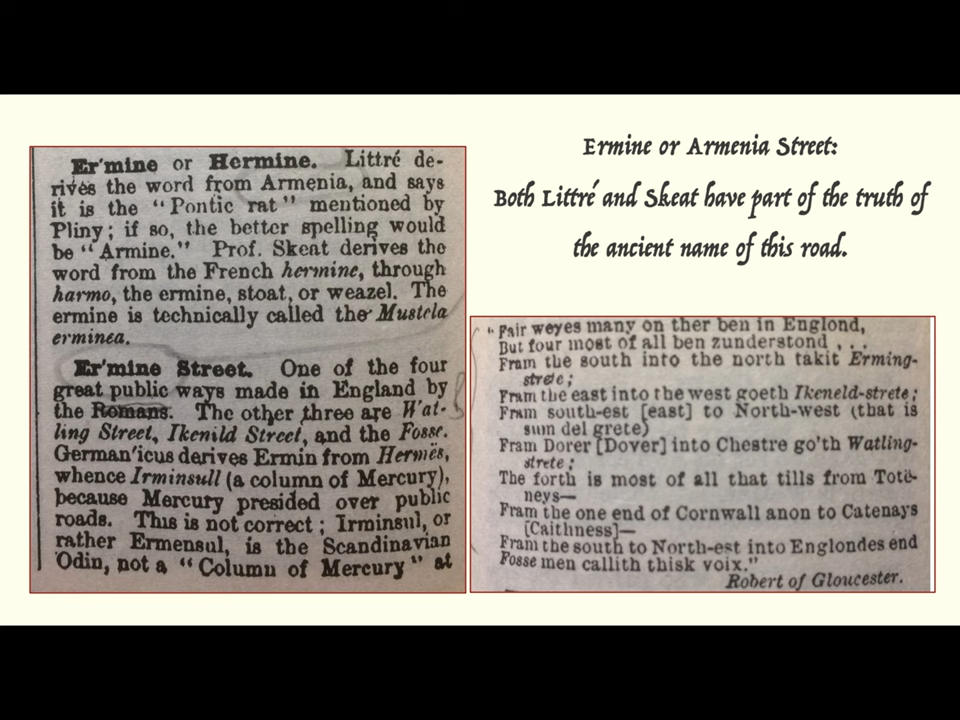 Ermine or Armenia Street:
Both Littré and Skeat have part of the truth of
the ancient name of this road.
Er'mine or Hermine. Littré de-
rives the word from Armenia, and says
it is the "Pontic rat" mentioned by
Pliny; if so, the better spelling would
be "Armine." Prof. Skeat derives the
word from the French hermine, through
harmo, the ermine, stoat, or weazel. The
ermine is technically called the Mustela
erminea.
Er'mine Street. One of the four
great public ways made in England by
the Romans. The other three are Wat-
ling Street, Ikenild Street, and the Fosse.
German'icus derives Ermin from Hermës,
whence Irminsull (a column of Mercury),
because Mercury presided over public
roads. This is not correct; Irminsul, or
rather Ermensul, is the Scandinavian
Odin, not a "Column of Mercury" at
"Fair weyes many on ther ben in Englond,
But four most of all ben zunderstond . . .
Fram the south into the north takit Erming-
strete;
Fram the east into the west goeth Ikeneld-strete;
Fram south-est [east] to North-west (that is
sum del grete)
Fram Dorer [Dover] into Chestre go'th Watling-
strete;
The forth is most of all that tills from Totë-
neys—
Fram the one end of Cornwall anon to Catenays
[Caithness]—
Fram the south to North-est into Englondes end
Fosse men callith thisk voix."
Robert of Gloucester.